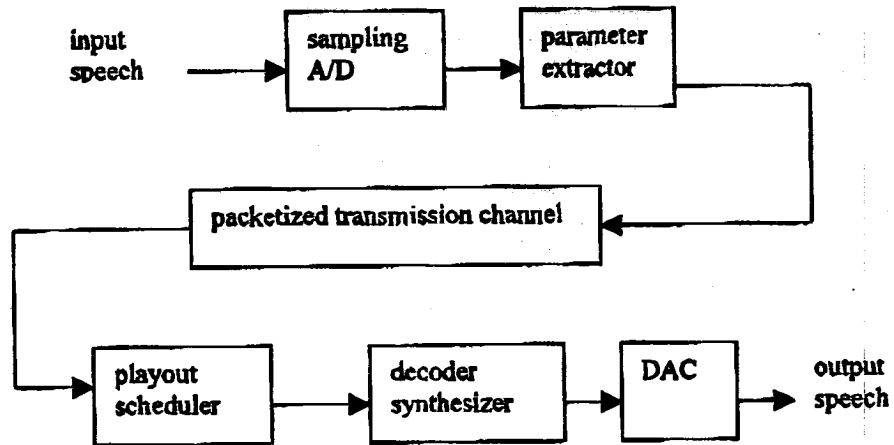 input
speech
sampling
A/D
parameter
extractor
packetized transmission channel
playout
scheduler
decoder
synthesizer
DAC
output
speech